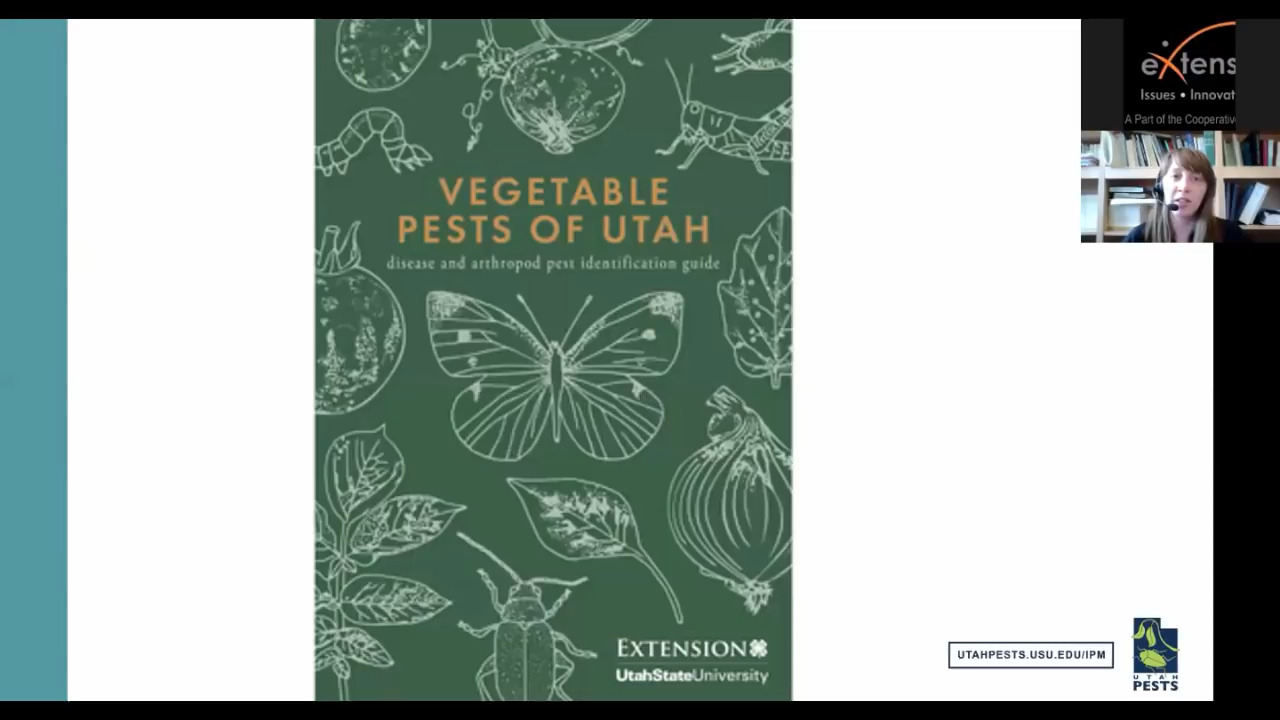 VEGETABLE
PESTS OF UTAH
disease and arthropod pest identification guide
EXTENSION
UtahStateUniversity
eXtens
Issues • Innovat
A Part of the Cooperative
UTAHPESTS.USU.EDU/IPM
UTAH
PESTS